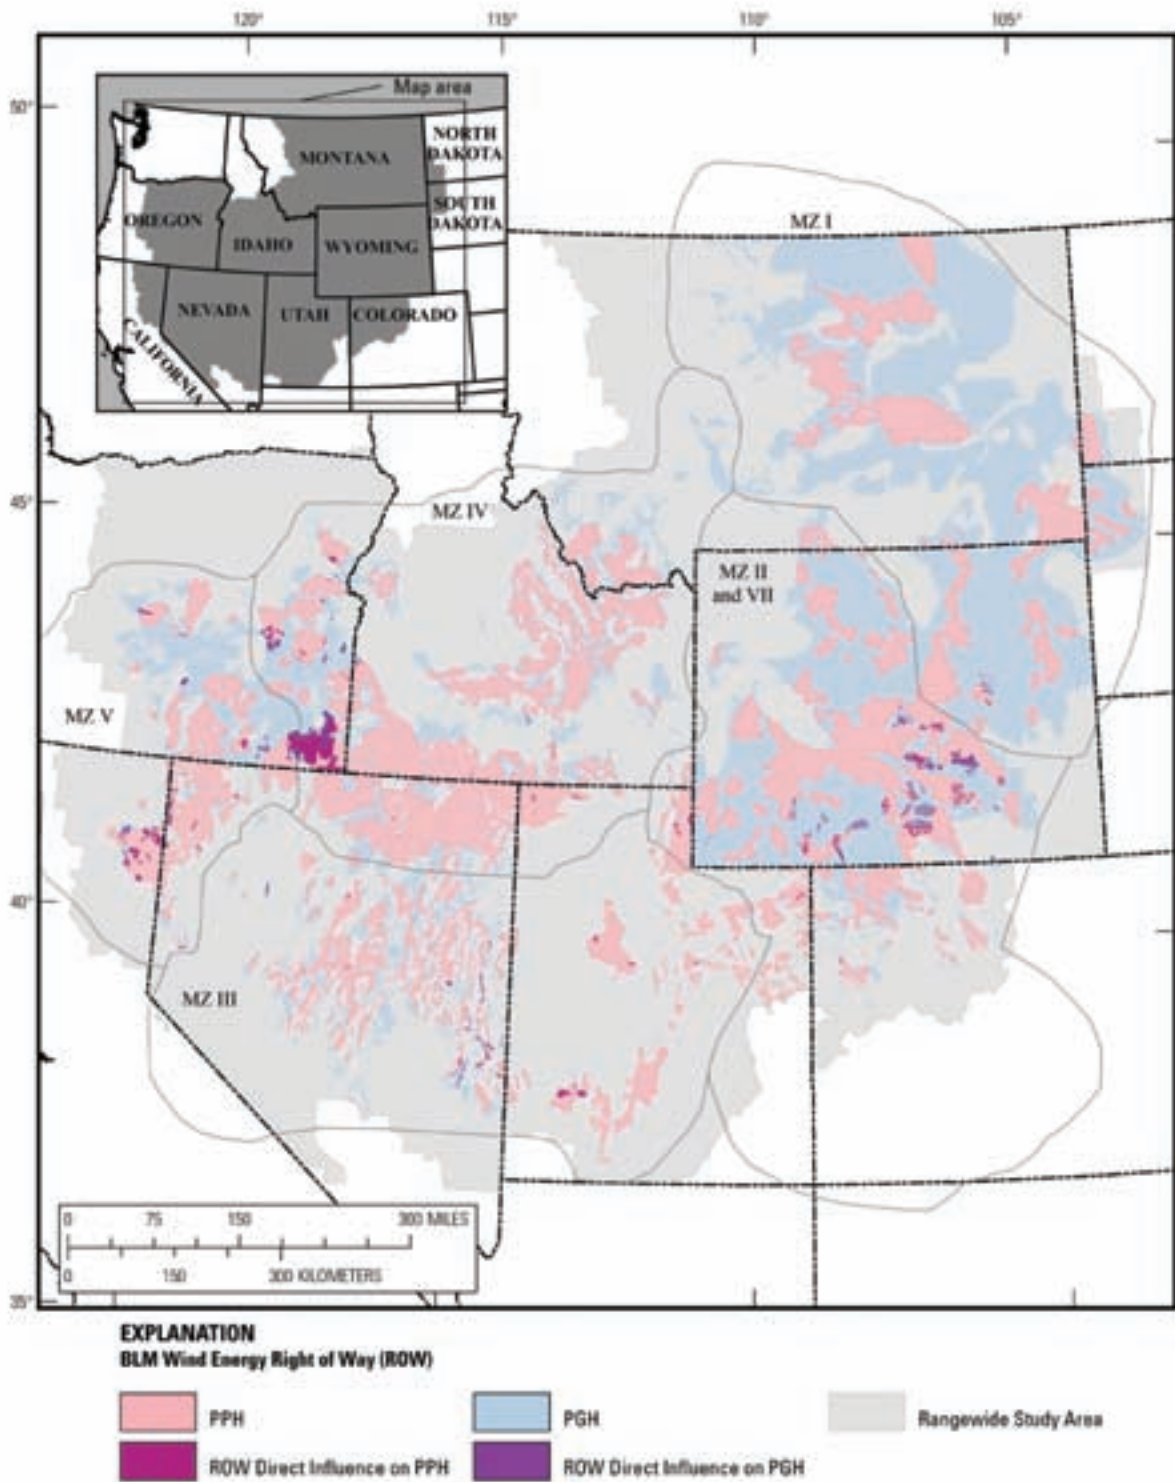 120°
115°
110°
105°
50°
45°
40°
35°
Map area
NORTH
DAKOTA
MONTANA
SOUTH
DAKOTA
OREGON
IDAHO
WYOMING
NEVADA
UTAH
COLORADO
CALIFORNIA
MZ I
MZ IV
MZ II
and VII
MZ V
MZ III
0 75 150 300 MILES
0 150 300 KILOMETERS
EXPLANATION
BLM Wind Energy Right of Way (ROW)
PPH
PGH
Rangewide Study Area
ROW Direct Influence on PPH
ROW Direct Influence on PGH